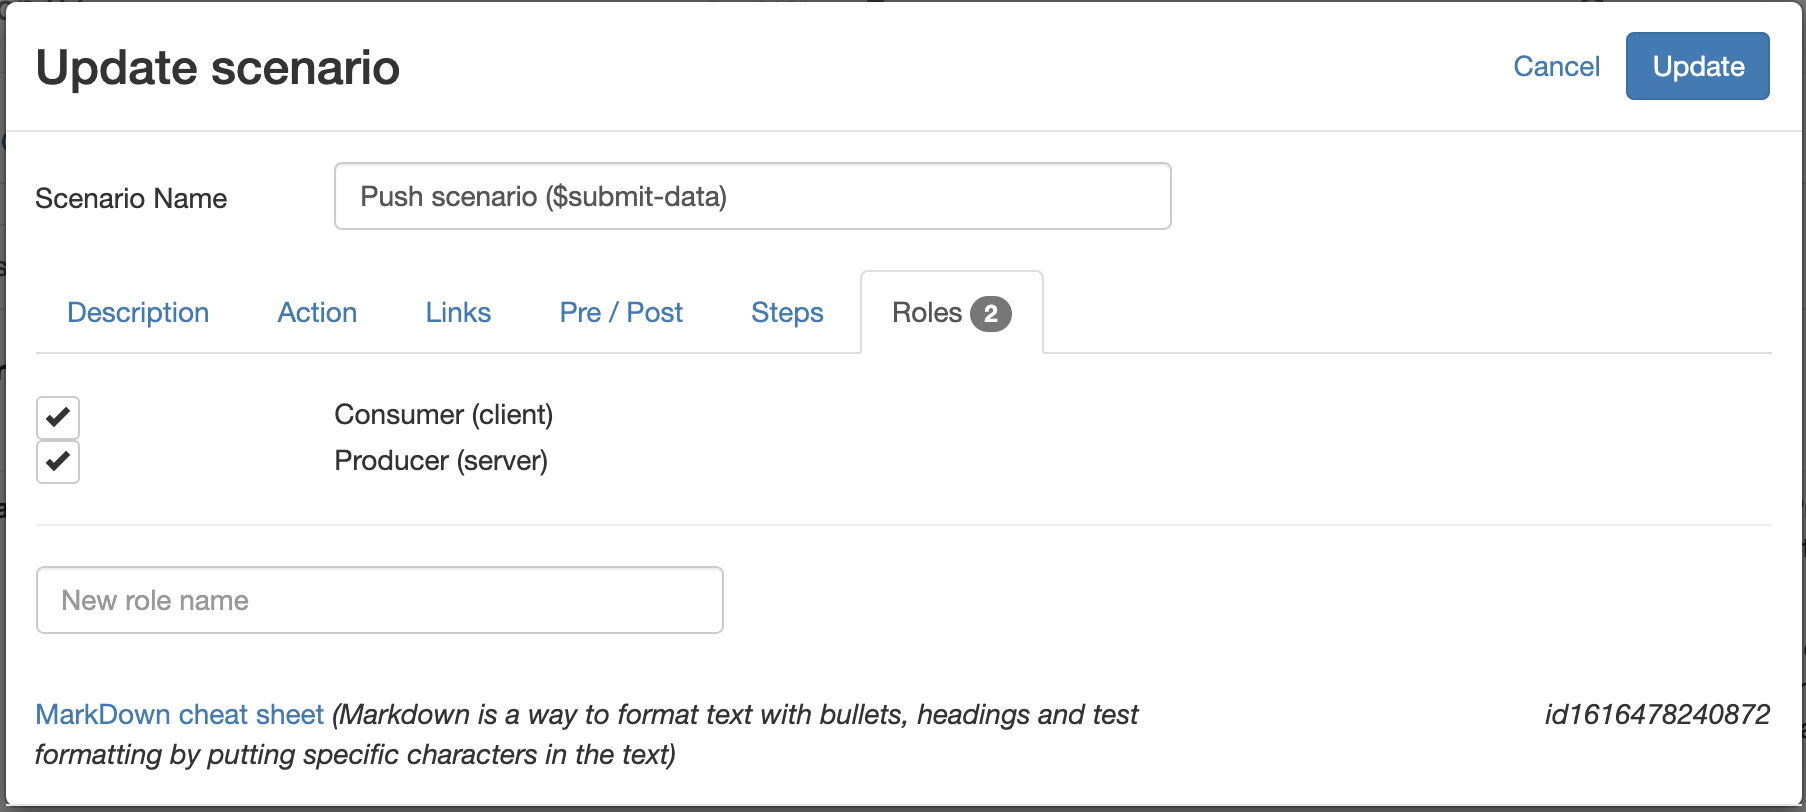 Update scenario
Cancel
Update
Scenario Name
Push scenario ($submit-data)
Description
Action
Links
Pre / Post
Steps
Roles 2
Consumer (client)
Producer (server)
New role name
MarkDown cheat sheet (Markdown is a way to format text with bullets, headings and test
formatting by putting specific characters in the text)
id1616478240872